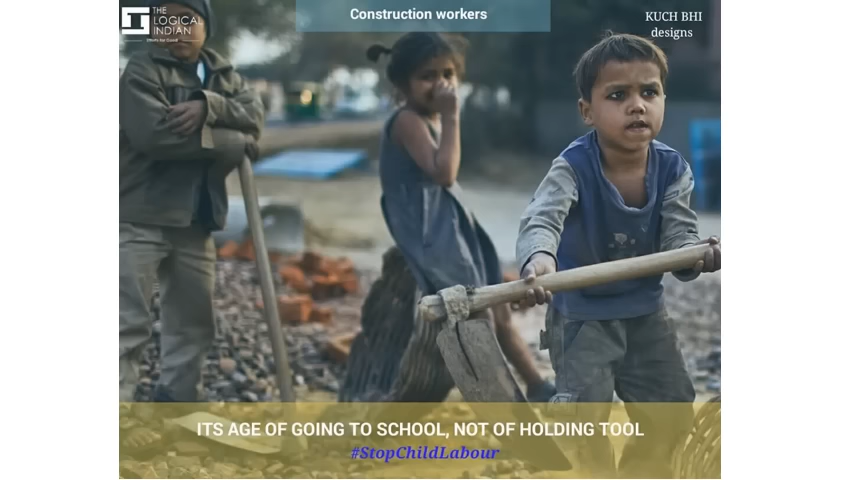 THE
LOGICAL
INDIAN
Construction workers
KUCH BHI
designs
ITS AGE OF GOING TO SCHOOL, NOT OF HOLDING TOOL
#StopChildLabour